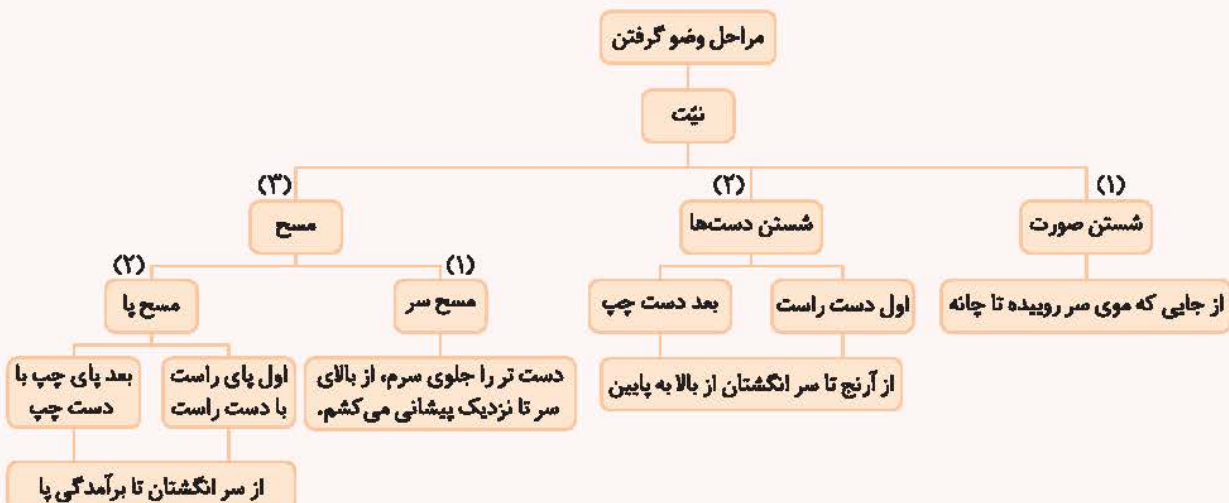 مراحل وضو گرفتن
نیّت
(۱)
شستن صورت
از جایی که موی سر روییده تا چانه
(۲)
شستن دست‌ها
اول دست راست
بعد دست چپ
از آرنج تا سر انگشتان از بالا به پایین
(۳)
مسح
(۱)
مسح سر
دست تر را جلوی سرم، از بالای
سر تا نزدیک پیشانی می‌کشم.
(۲)
مسح پا
اول پای راست
با دست راست
بعد پای چپ با
دست چپ
از سر انگشتان تا برآمدگی پا